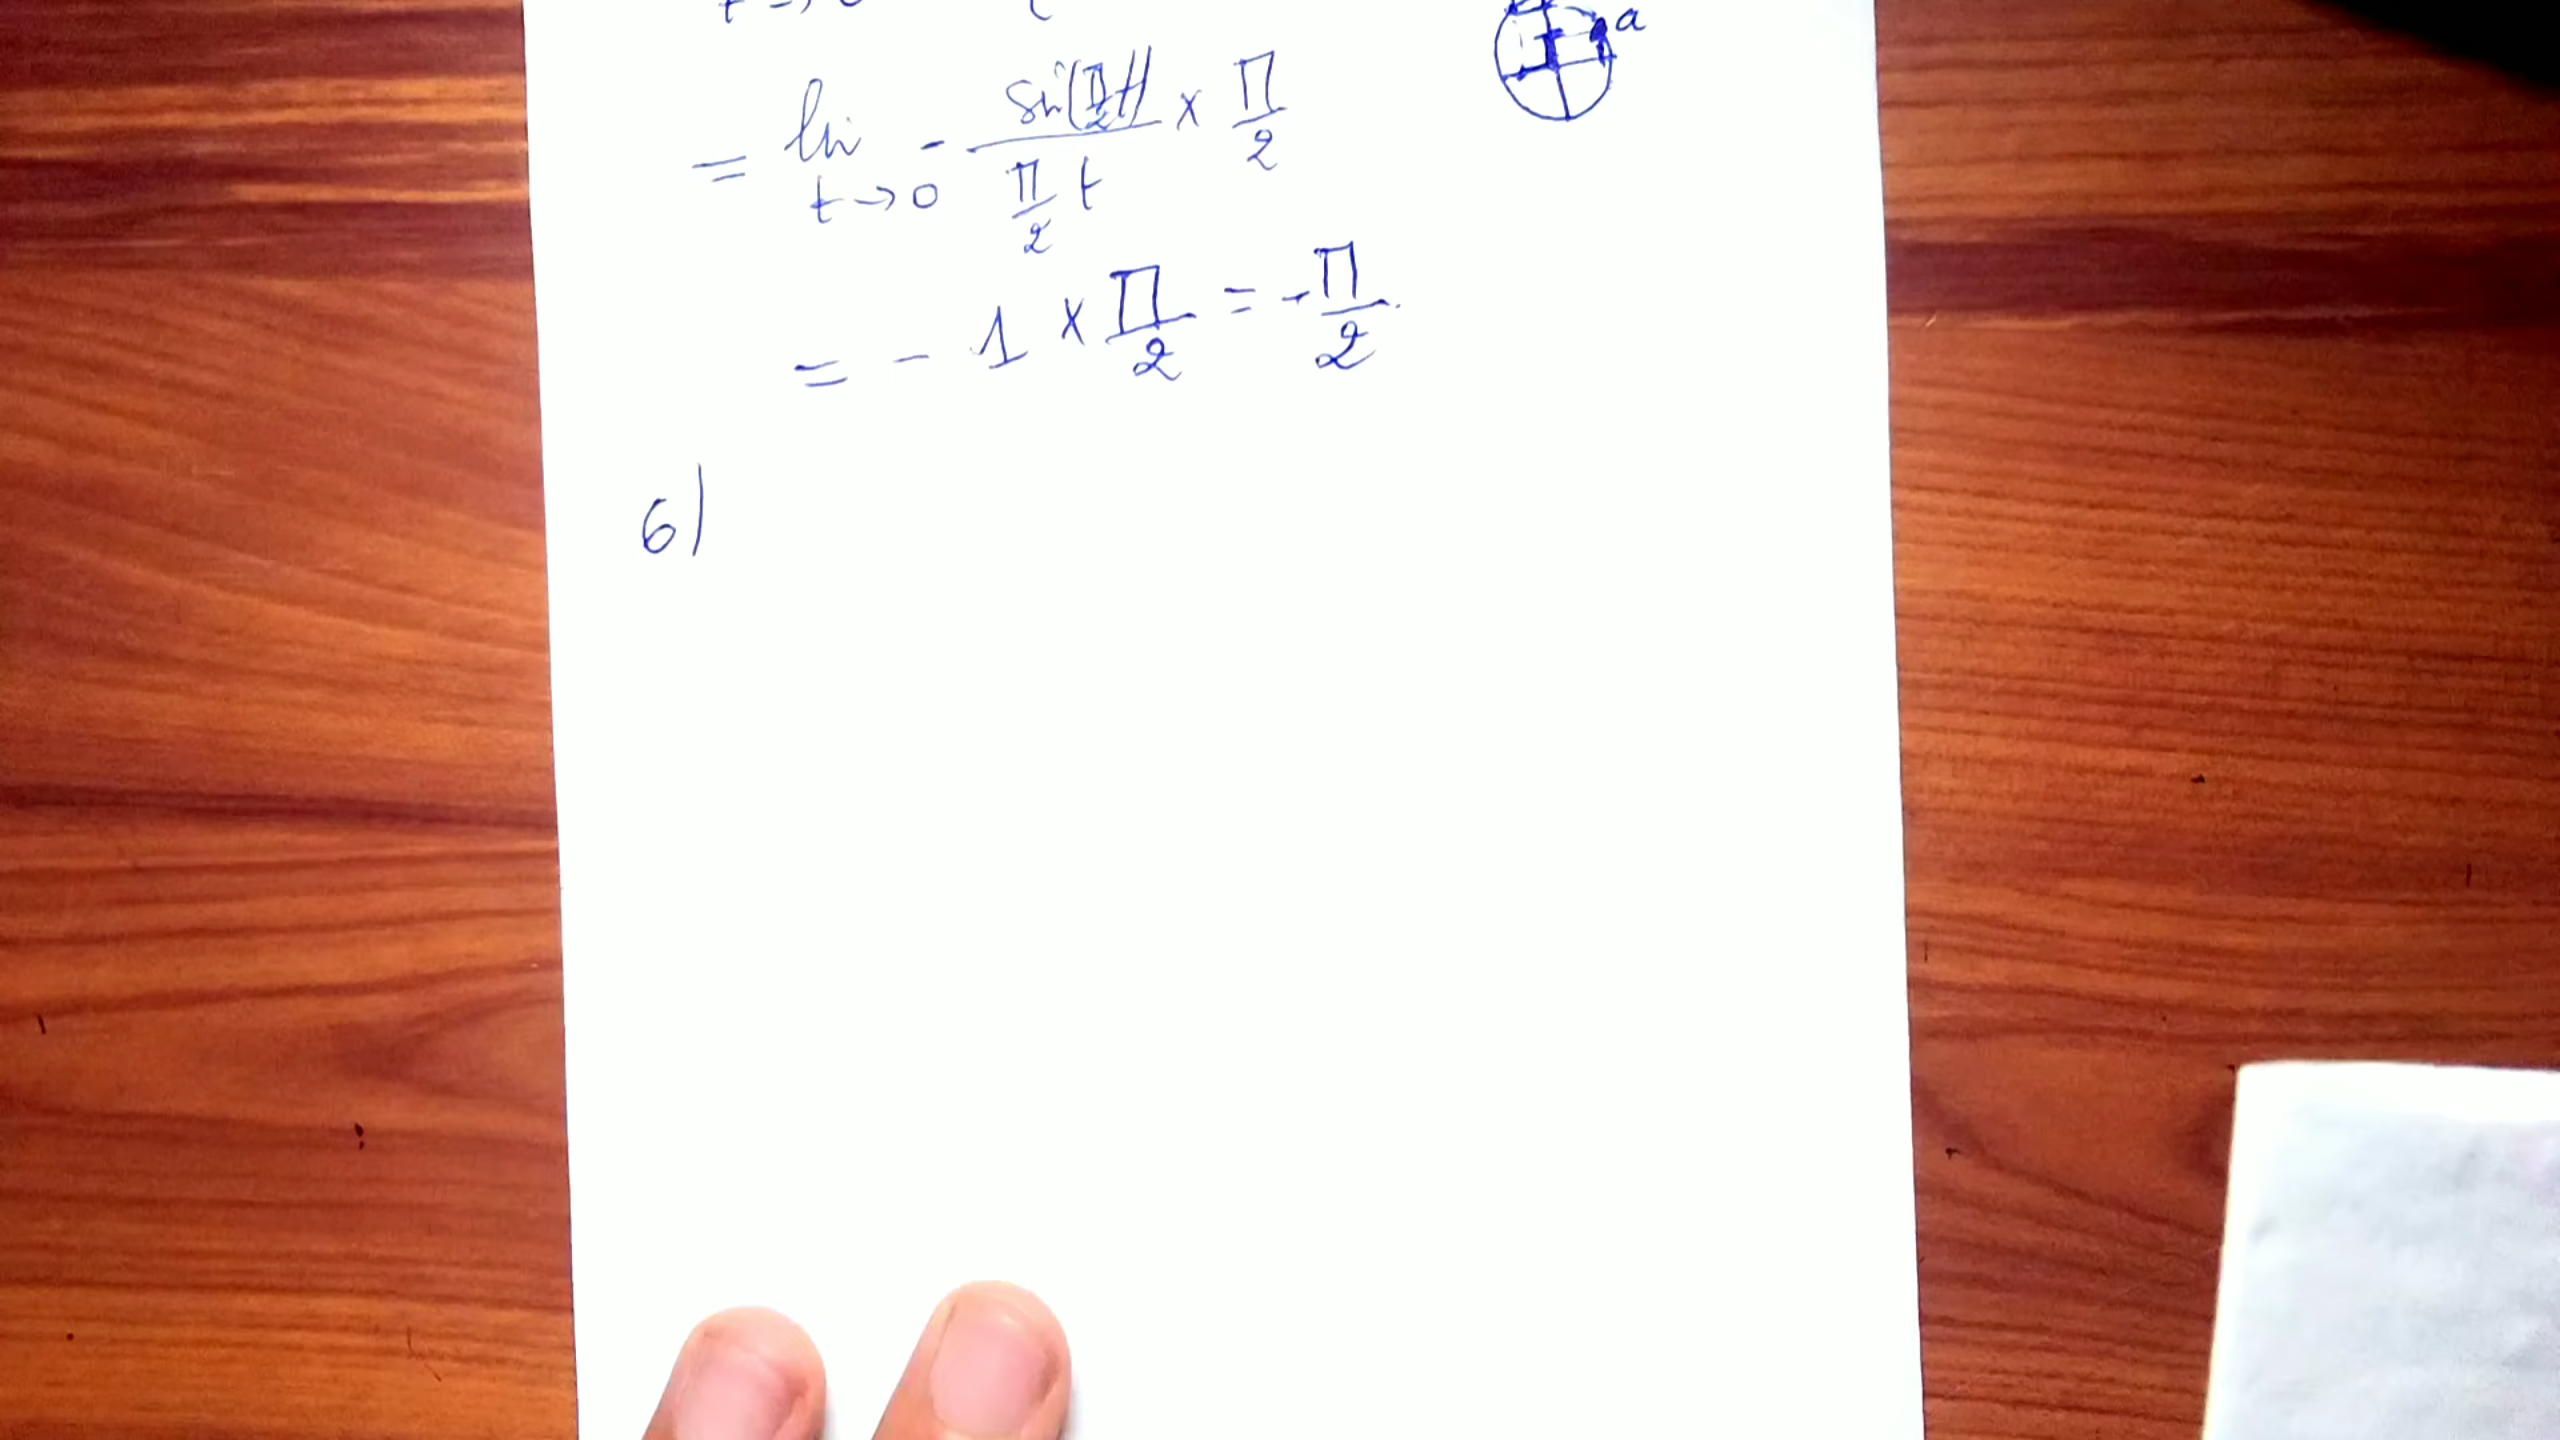 a
= lim t→0 - sin(π/2 t) / (π/2 t) × π/2
= - 1 × π/2 = - π/2
6)